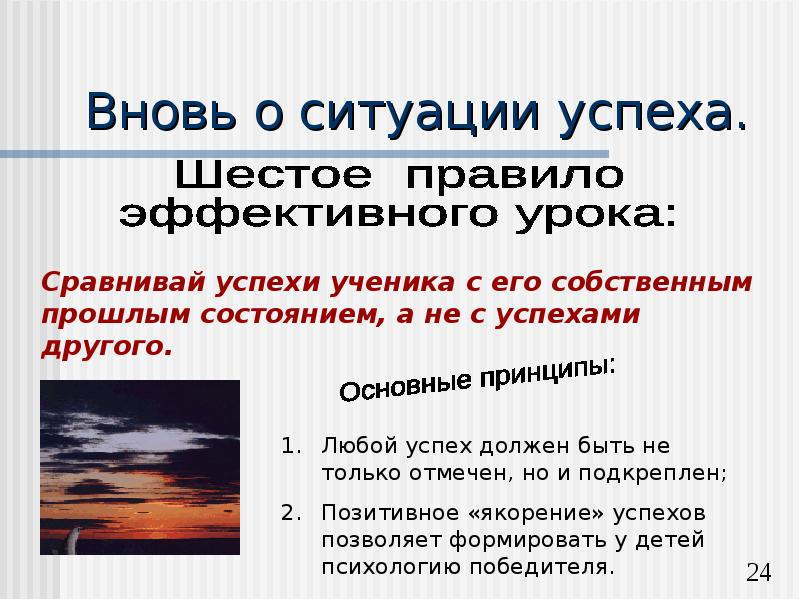 Вновь о ситуации успеха.
Шестое правило
эффективного урока:
Сравнивай успехи ученика с его собственным
прошлым состоянием, а не с успехами
другого.
Основные принципы:
1. Любой успех должен быть не
только отмечен, но и подкреплен;
2. Позитивное «якорение» успехов
позволяет формировать у детей
психологию победителя.
24